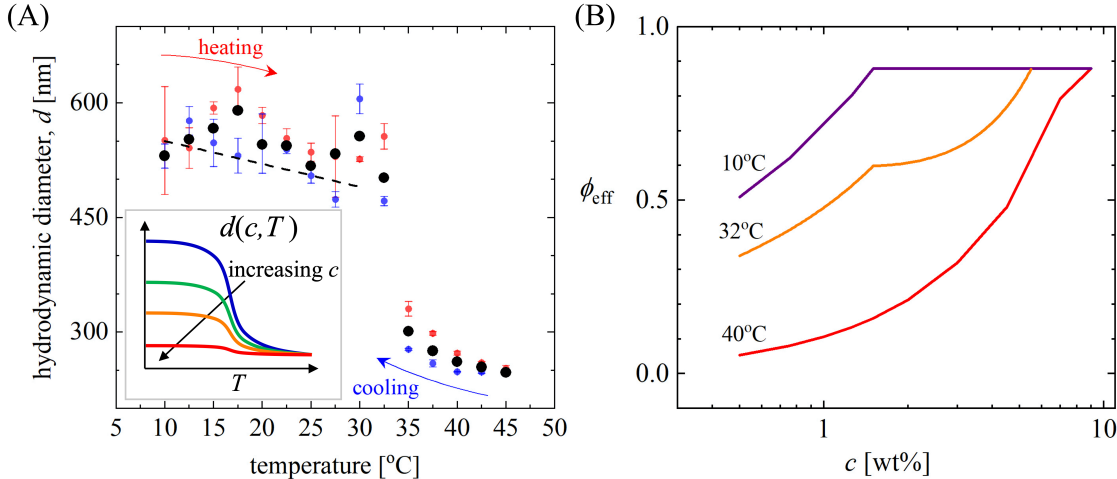 (A)
hydrodynamic diameter, d [nm]
600
450
300
5 10 15 20 25 30 35 40 45 50
temperature [°C]
heating
cooling
d(c,T)
increasing c
T
(B)
ϕeff
1.0
0.5
0.0
10°C
32°C
40°C
1 10
c [wt%]